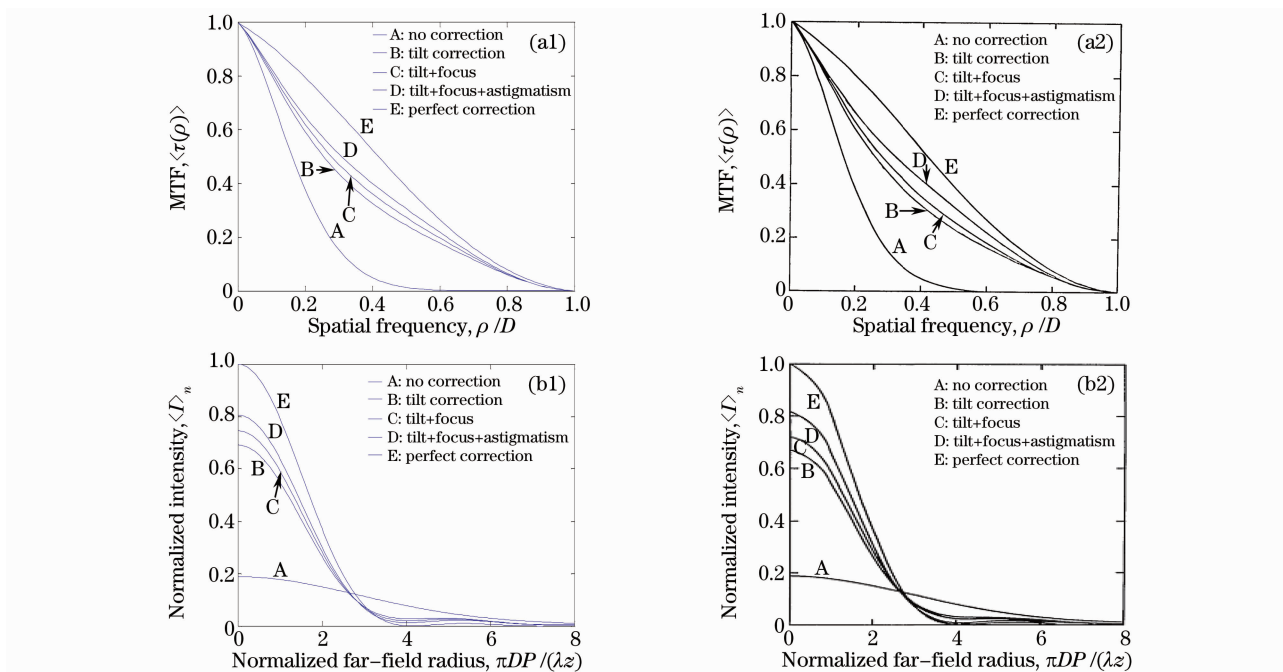 (a1)
1.0
0.8
0.6
0.4
0.2
0
MTF,⟨τ(ρ)⟩
A: no correction
B: tilt correction
C: tilt+focus
D: tilt+focus+astigmatism
E: perfect correction
E
D
B
C
A
0 0.2 0.4 0.6 0.8 1.0
Spatial frequency, ρ /D
(a2)
1.0
0.8
0.6
0.4
0.2
0
MTF,⟨τ(ρ)⟩
A: no correction
B: tilt correction
C: tilt+focus
D: tilt+focus+astigmatism
E: perfect correction
D
E
B
C
A
0 0.2 0.4 0.6 0.8 1.0
Spatial frequency, ρ /D
(b1)
1.0
0.8
0.6
0.4
0.2
0
Normalized intensity,⟨I⟩n
A: no correction
B: tilt correction
C: tilt+focus
D: tilt+focus+astigmatism
E: perfect correction
E
D
B
C
A
0 2 4 6 8
Normalized far-field radius, πDP /(λz)
(b2)
1.0
0.8
0.6
0.4
0.2
0
Normalized intensity,⟨I⟩n
A: no correction
B: tilt correction
C: tilt+focus
D: tilt+focus+astigmatism
E: perfect correction
E
D
C
B
A
0 2 4 6 8
Normalized far-field radius, πDP /(λz)